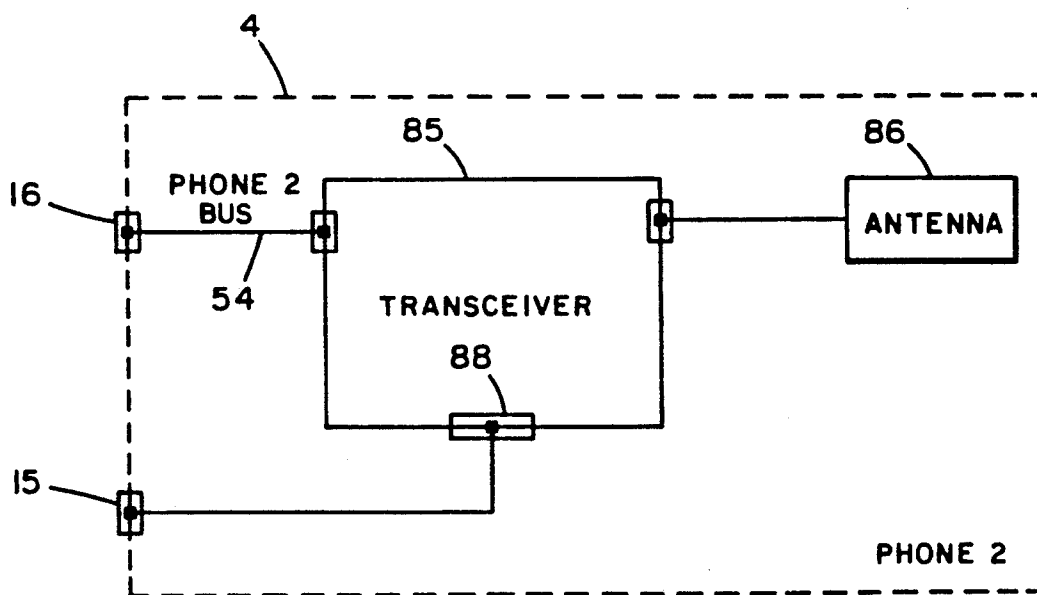 4
85
86
16
PHONE 2
BUS
ANTENNA
54
TRANSCEIVER
88
15
PHONE 2